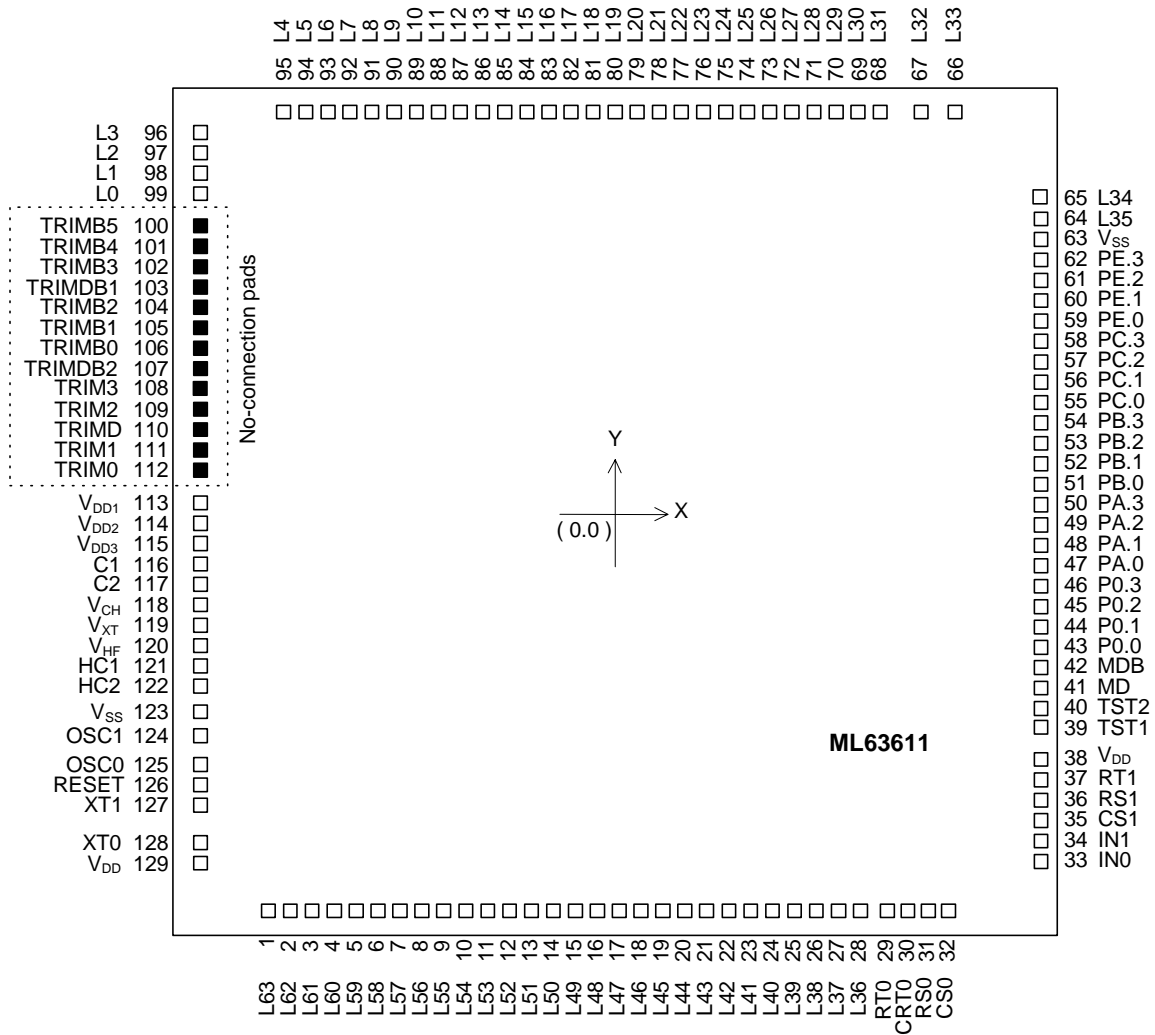 L4 L5 L6 L7 L8 L9 L10 L11 L12 L13 L14 L15 L16 L17 L18 L19 L20 L21 L22 L23 L24 L25 L26 L27 L28 L29 L30 L31 L32 L33
95 94 93 92 91 90 89 88 87 86 85 84 83 82 81 80 79 78 77 76 75 74 73 72 71 70 69 68 67 66
L3 96
L2 97
L1 98
L0 99
TRIMB5 100
TRIMB4 101
TRIMB3 102
TRIMDB1 103
TRIMB2 104
TRIMB1 105
TRIMB0 106
TRIMDB2 107
TRIM3 108
TRIM2 109
TRIMD 110
TRIM1 111
TRIM0 112
No-connection pads
VDD1 113
VDD2 114
VDD3 115
C1 116
C2 117
VCH 118
VXT 119
VHF 120
HC1 121
HC2 122
VSS 123
OSC1 124
OSC0 125
RESET 126
XT1 127
XT0 128
VDD 129
Y
X
( 0.0 )
ML63611
65 L34
64 L35
63 VSS
62 PE.3
61 PE.2
60 PE.1
59 PE.0
58 PC.3
57 PC.2
56 PC.1
55 PC.0
54 PB.3
53 PB.2
52 PB.1
51 PB.0
50 PA.3
49 PA.2
48 PA.1
47 PA.0
46 P0.3
45 P0.2
44 P0.1
43 P0.0
42 MDB
41 MD
40 TST2
39 TST1
38 VDD
37 RT1
36 RS1
35 CS1
34 IN1
33 IN0
1 2 3 4 5 6 7 8 9 10 11 12 13 14 15 16 17 18 19 20 21 22 23 24 25 26 27 28 29 30 31 32
L63 L62 L61 L60 L59 L58 L57 L56 L55 L54 L53 L52 L51 L50 L49 L48 L47 L46 L45 L44 L43 L42 L41 L40 L39 L38 L37 L36 RT0 CRT0 RS0 CS0